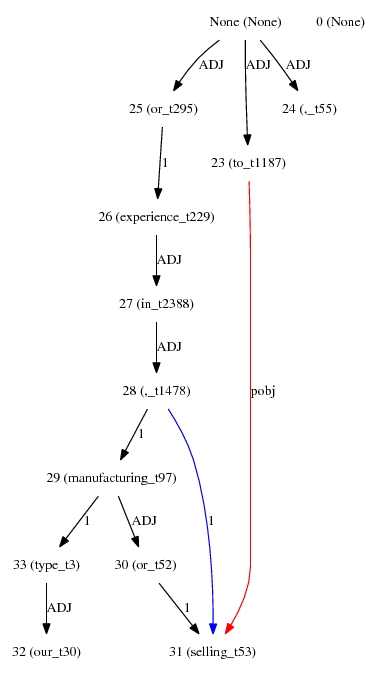 None (None) 0 (None)
ADJ ADJ ADJ
25 (or_t295) 24 (,_t55)
1 23 (to_t1187)
26 (experience_t229)
ADJ
27 (in_t2388)
ADJ
28 (,_t1478) pobj
1
29 (manufacturing_t97)
1 ADJ 1
33 (type_t3) 30 (or_t52)
ADJ 1
32 (our_t30) 31 (selling_t53)